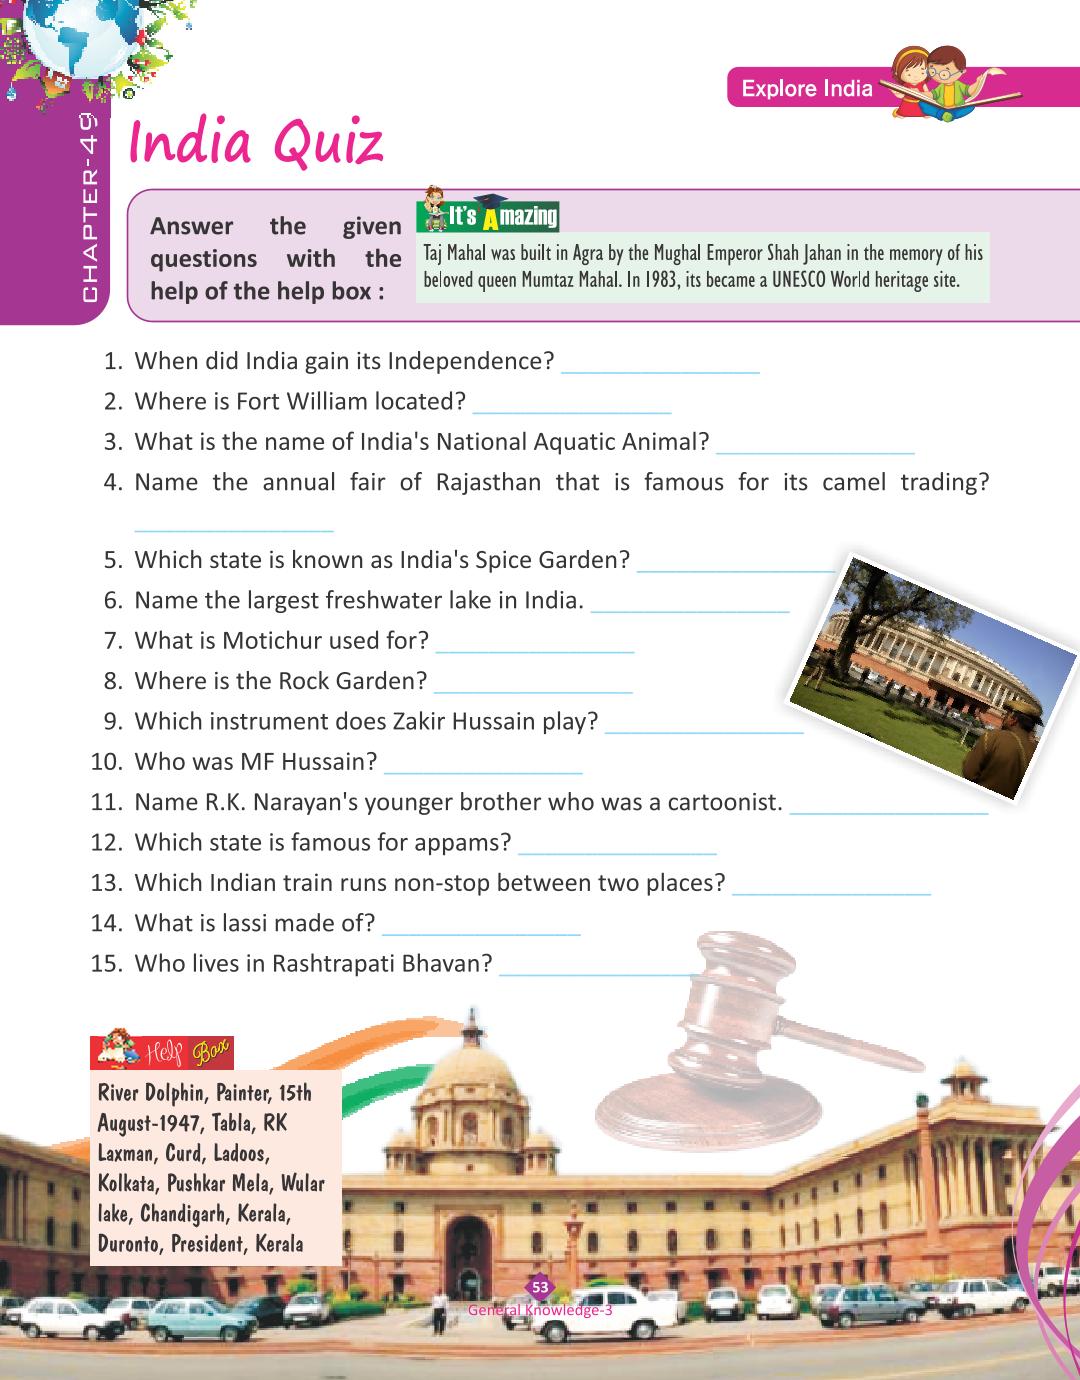 CHAPTER-49
Explore India
India Quiz
Answer the given
questions with the
help of the help box :
It's Amazing
Taj Mahal was built in Agra by the Mughal Emperor Shah Jahan in the memory of his
beloved queen Mumtaz Mahal. In 1983, its became a UNESCO World heritage site.
1. When did India gain its Independence? _______________
2. Where is Fort William located? _______________
3. What is the name of India's National Aquatic Animal? _______________
4. Name the annual fair of Rajasthan that is famous for its camel trading?
_______________
5. Which state is known as India's Spice Garden? _______________
6. Name the largest freshwater lake in India. _______________
7. What is Motichur used for? _______________
8. Where is the Rock Garden? _______________
9. Which instrument does Zakir Hussain play? _______________
10. Who was MF Hussain? _______________
11. Name R.K. Narayan's younger brother who was a cartoonist. _______________
12. Which state is famous for appams? _______________
13. Which Indian train runs non-stop between two places? _______________
14. What is lassi made of? _______________
15. Who lives in Rashtrapati Bhavan? _______________
Help Box
River Dolphin, Painter, 15th
August-1947, Tabla, RK
Laxman, Curd, Ladoos,
Kolkata, Pushkar Mela, Wular
lake, Chandigarh, Kerala,
Duronto, President, Kerala
53
General Knowledge-3